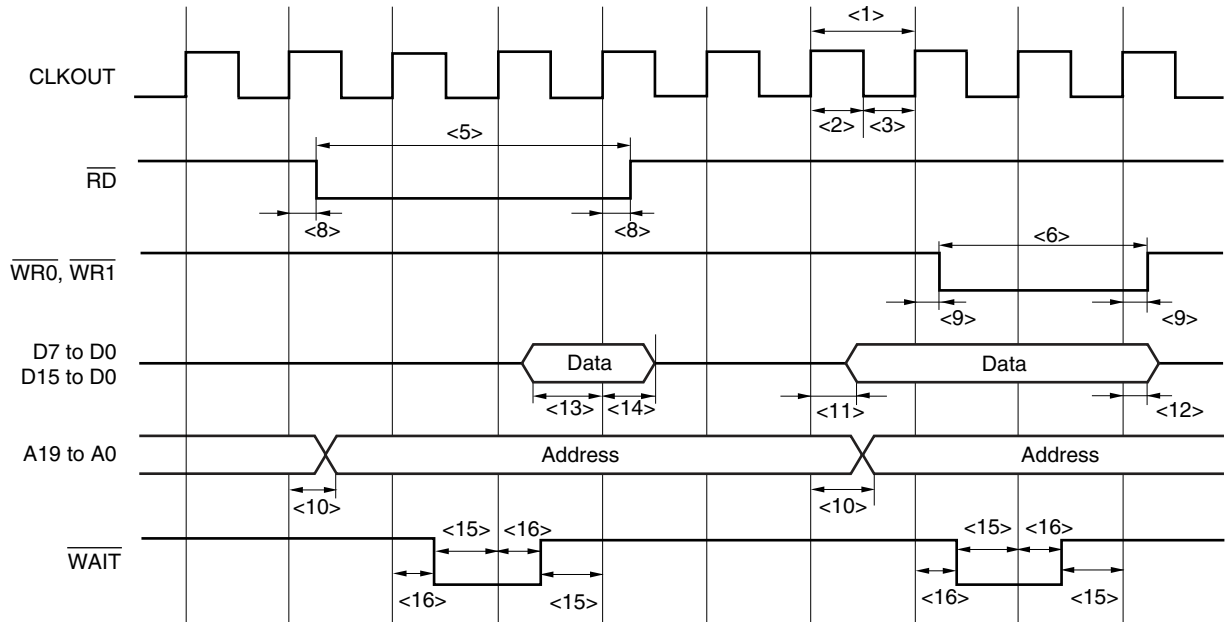 <1>
CLKOUT
<2> <3>
<5>
RD
<8> <8>
<6>
WR0, WR1
<9> <9>
D7 to D0
D15 to D0
Data Data
<13> <14> <11> <12>
A19 to A0
Address Address
<10> <10>
<15> <16> <15> <16>
WAIT
<16> <15> <16> <15>